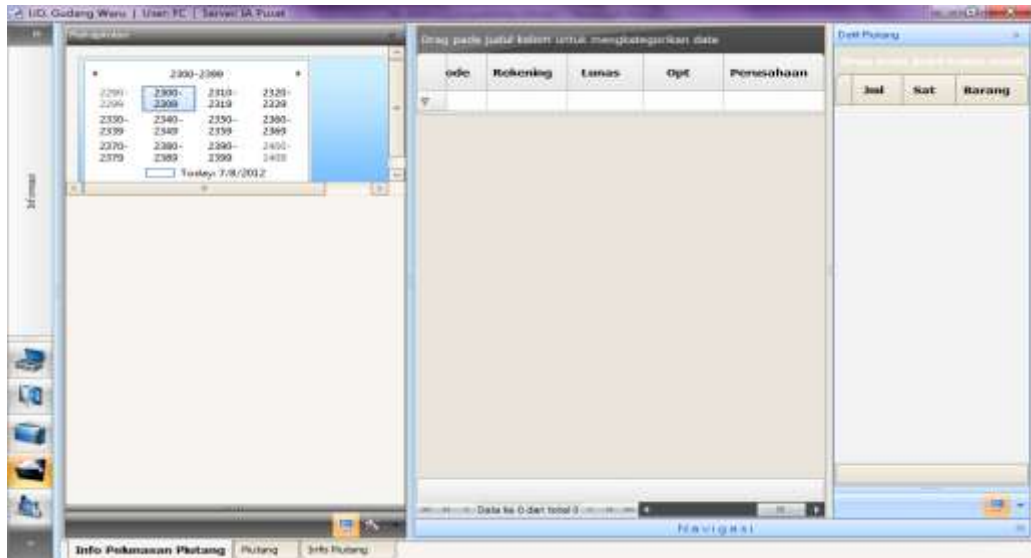 UD. Gudang Waru | User: YC | Server: IA Pusat
Drag pada judul kolom untuk mengkategorikan data
Detil Piutang
2300-2399
2290-
2299
2300-
2309
2310-
2319
2320-
2329
2330-
2339
2340-
2349
2350-
2359
2360-
2369
2370-
2379
2380-
2389
2390-
2399
2400-
2409
Today: 7/8/2012
ode Rekening Lunas Opt Perusahaan
Jml Sat Barang
Informasi
Data ke 0 dari total 0
Navigasi
Info Pelunasan Piutang Piutang Info Piutang